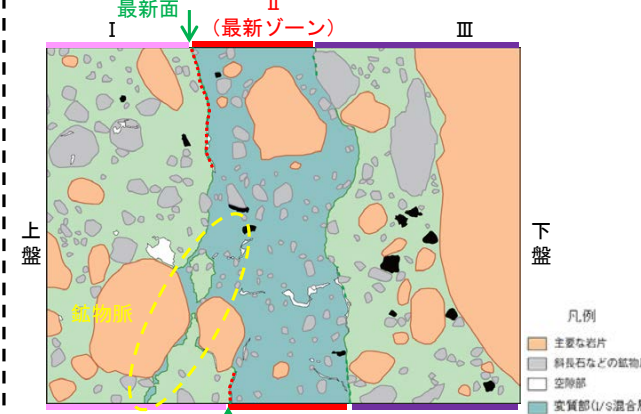 最新面
Ⅱ
（最新ゾーン）
Ⅰ
Ⅲ
上盤
下盤
鉱物脈
凡例
主要な岩片
斜長石などの鉱物
空隙部
変質部(I/S混合